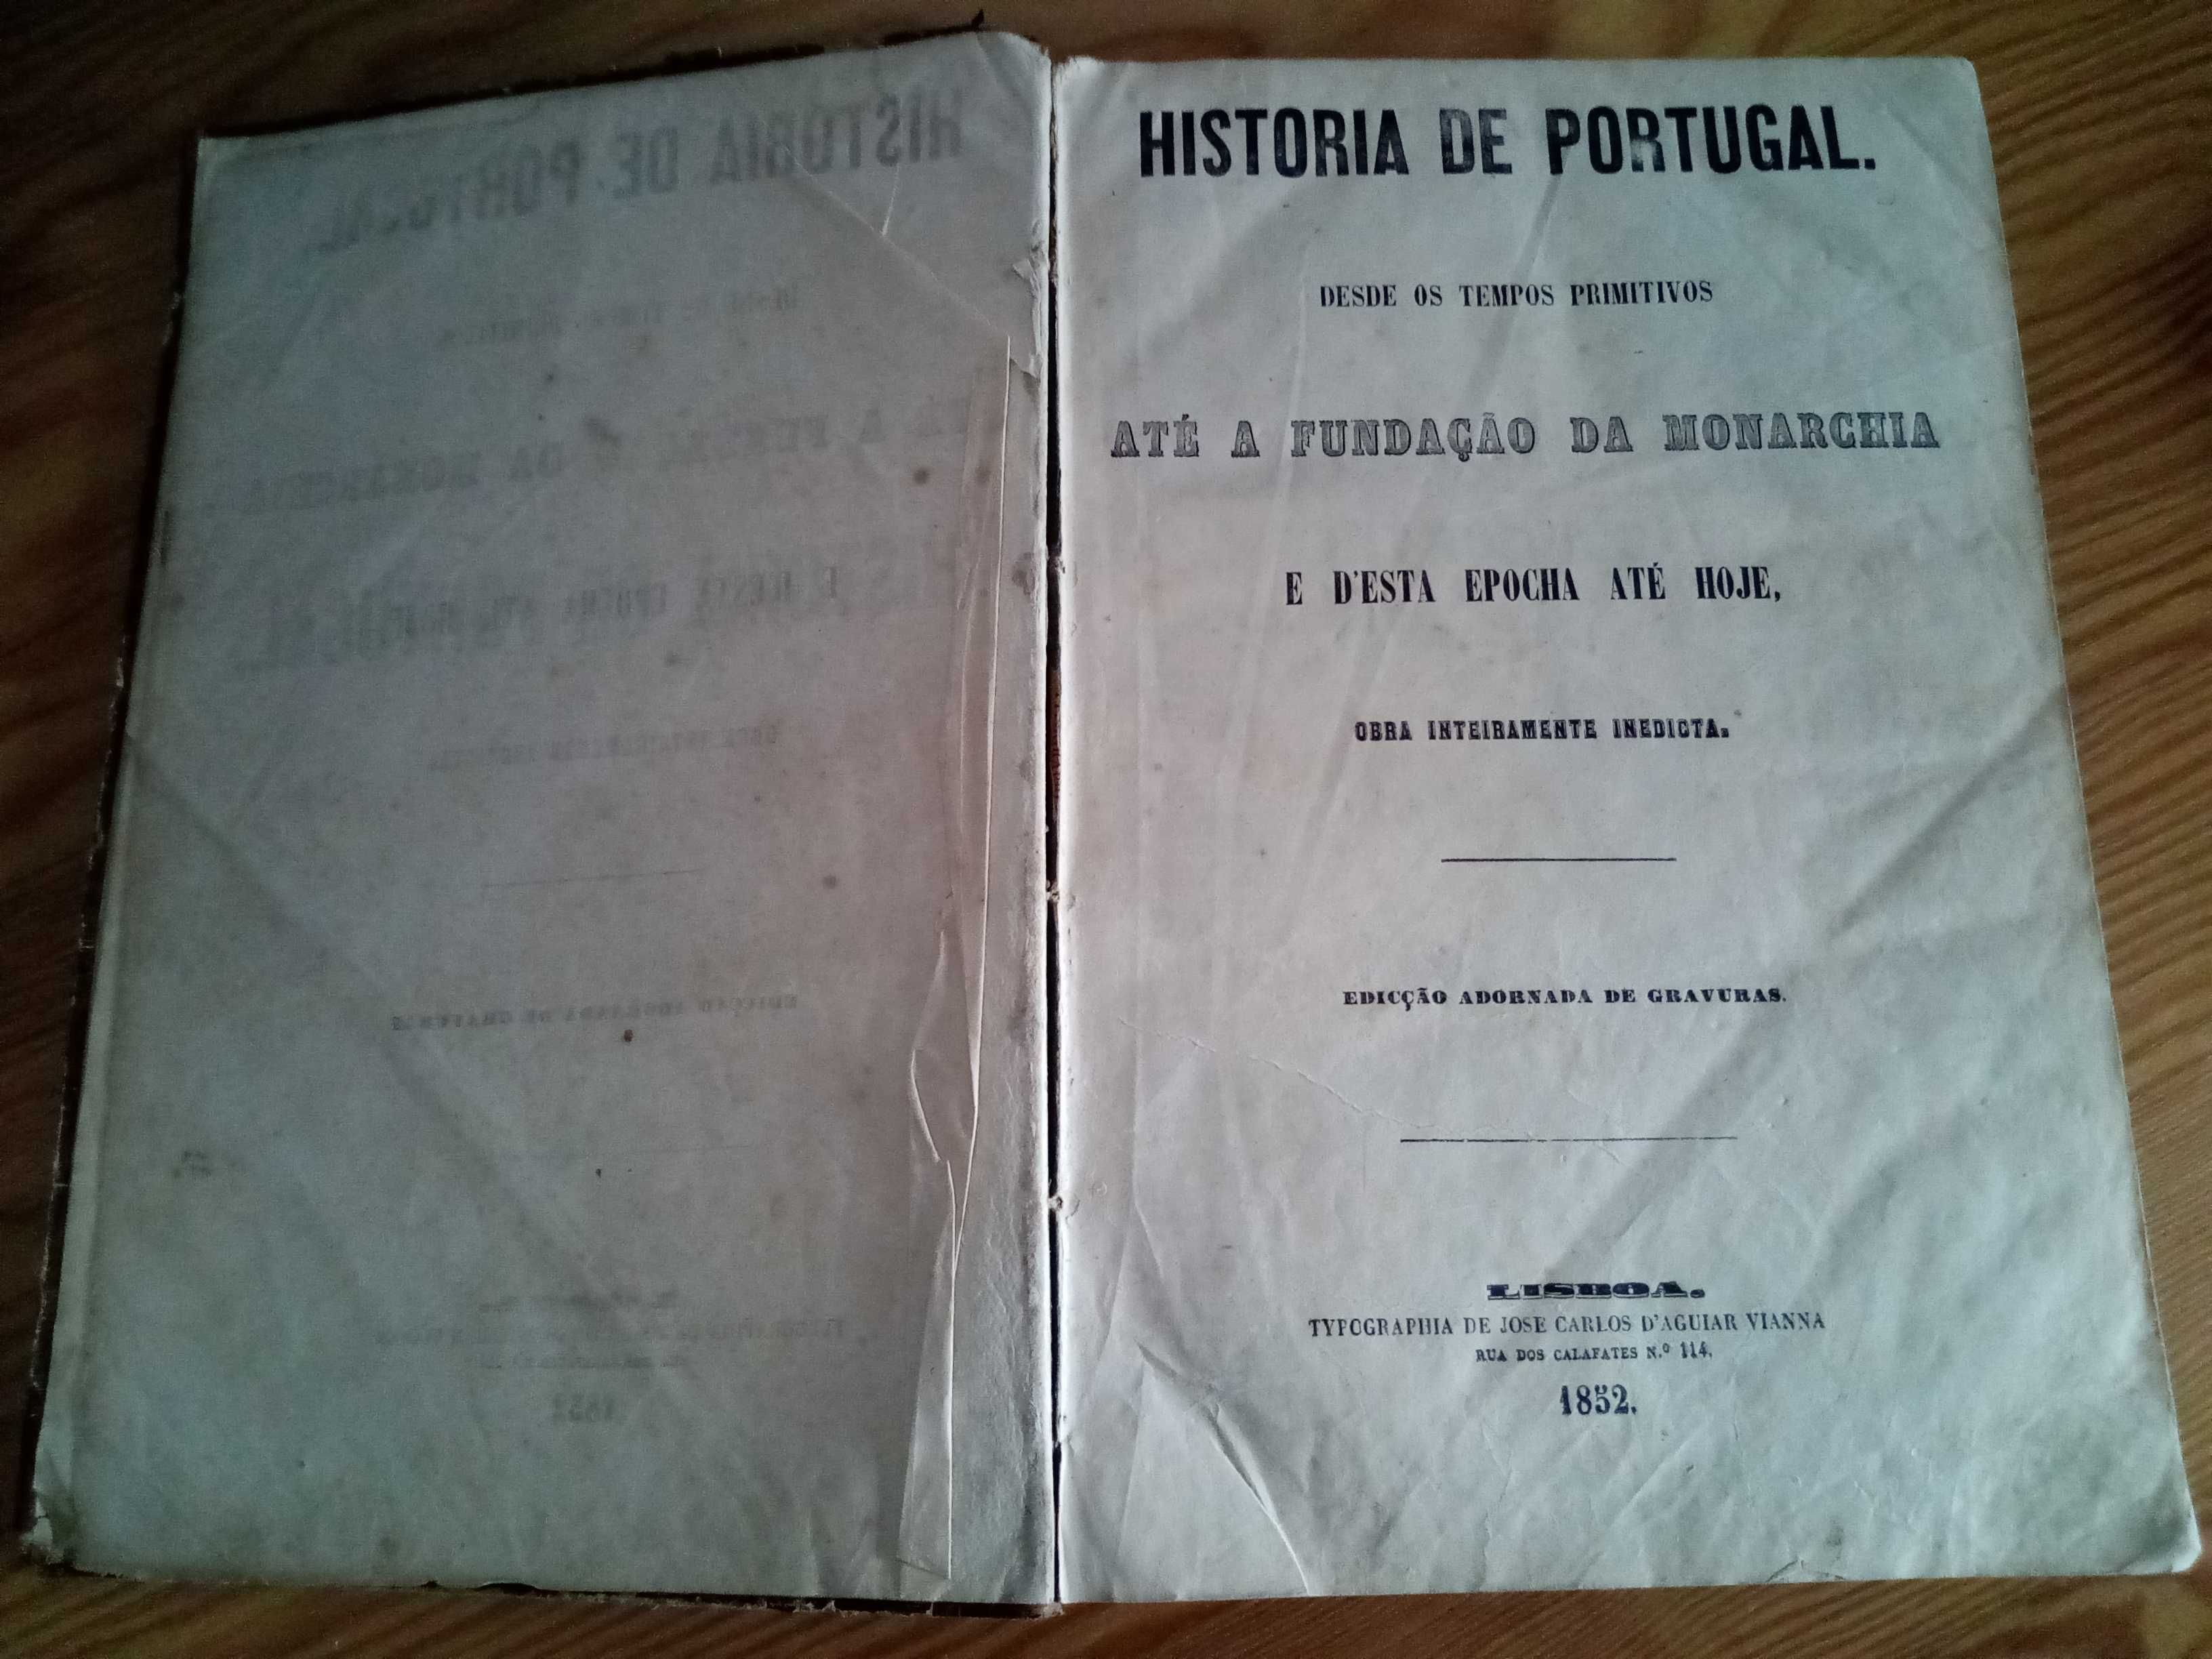 HISTORIA DE PORTUGAL.
DESDE OS TEMPOS PRIMITIVOS
ATÉ A FUNDAÇÃO DA MONARCHIA
E D'ESTA EPOCHA ATÉ HOJE,
OBRA INTEIRAMENTE INEDICTA.
EDICÇÃO ADORNADA DE GRAVURAS.
LISBOA.
TYPOGRAPHIA DE JOSE CARLOS D'AGUIAR VIANNA
RUA DOS CALAFATES N.º 114.
1852.